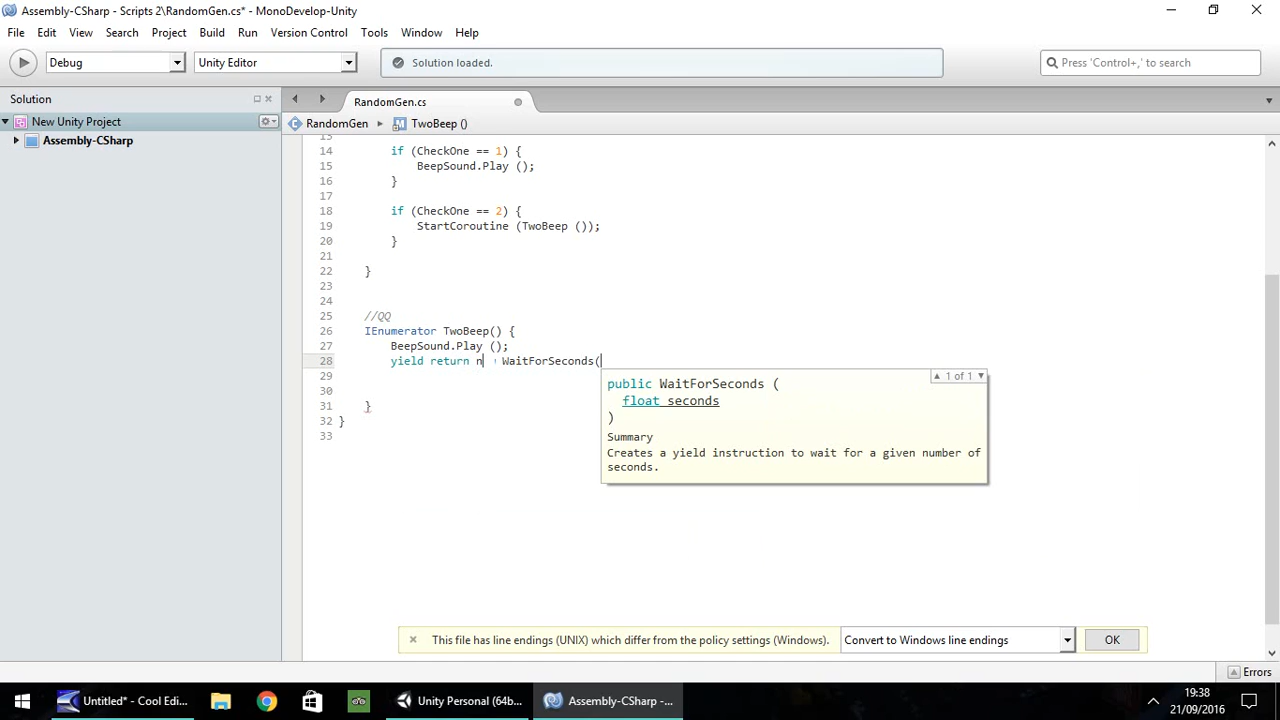 Assembly-CSharp - Scripts 2\RandomGen.cs* - MonoDevelop-Unity
File Edit View Search Project Build Run Version Control Tools Window Help
Debug Unity Editor Solution loaded. Press 'Control+,' to search
Solution RandomGen.cs
New Unity Project RandomGen TwoBeep ()
Assembly-CSharp
13
14 if (CheckOne == 1) {
15 BeepSound.Play ();
16 }
17
18 if (CheckOne == 2) {
19 StartCoroutine (TwoBeep ());
20 }
21
22 }
23
24
25 //QQ
26 IEnumerator TwoBeep() {
27 BeepSound.Play ();
28 yield return n WaitForSeconds(
29
30
31 }
32 }
33
1 of 1
public WaitForSeconds (
float seconds
)
Summary
Creates a yield instruction to wait for a given number of
seconds.
This file has line endings (UNIX) which differ from the policy settings (Windows). Convert to Windows line endings OK
Errors
Untitled* - Cool Edi... Unity Personal (64b... Assembly-CSharp -... 19:38
21/09/2016